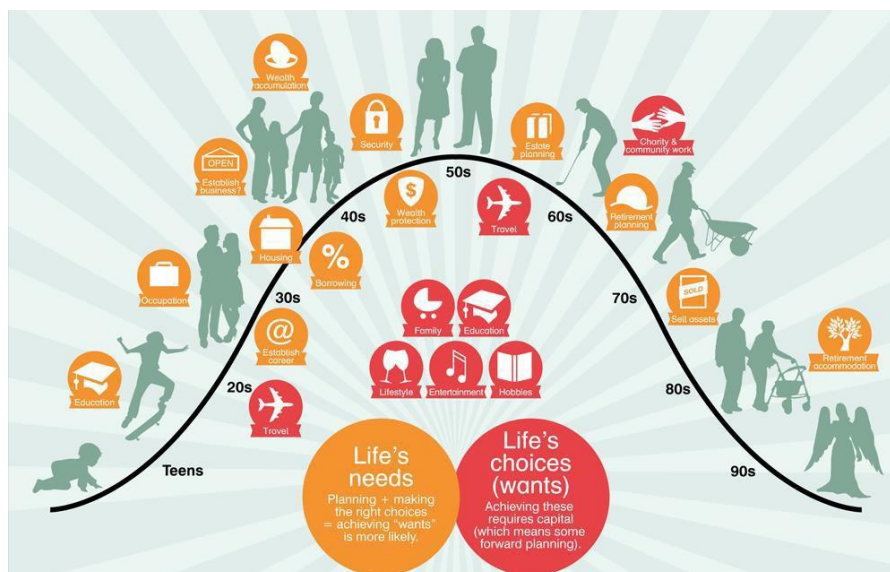 Wealth
accumulation
Security
Estate
planning
Charity &
community work
OPEN
Establish
business?
50s
$
Wealth
protection
Travel
40s
60s
Retirement
planning
Housing
%
Borrowing
Occupation
30s
70s
SOLD
Sell assets
@
Establish
career
Family
Education
Retirement
accommodation
Education
20s
Travel
Lifestyle
Entertainment
Hobbies
80s
Teens
90s
Life's
needs
Planning + making
the right choices
= achieving "wants"
is more likely.
Life's
choices
(wants)
Achieving these
requires capital
(which means some
forward planning).